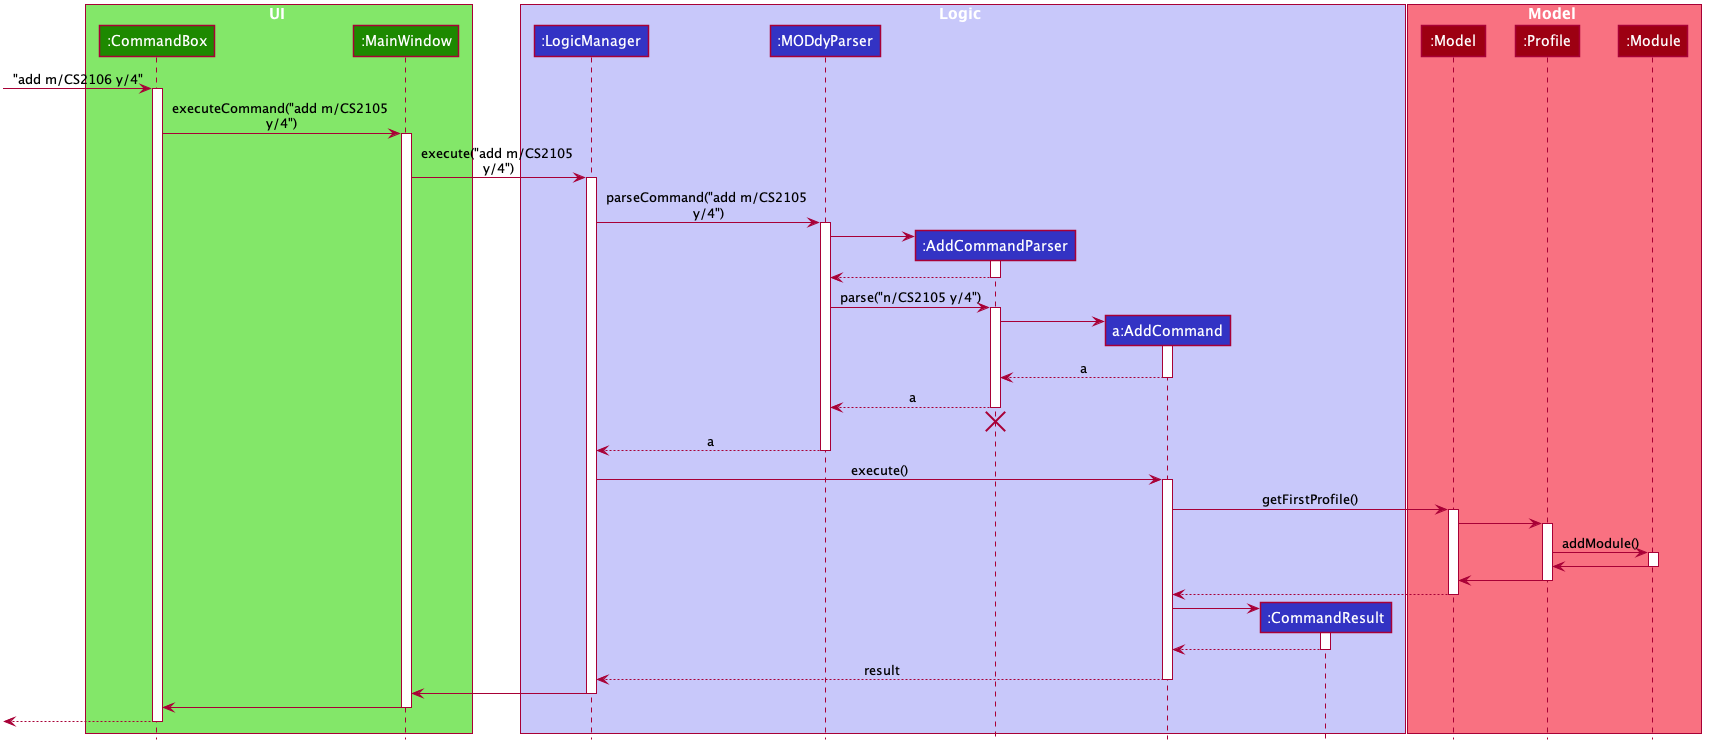 UI
Logic
Model
:CommandBox
:MainWindow
:LogicManager
:MODdyParser
:Model
:Profile
:Module
"add m/CS2106 y/4"
executeCommand("add m/CS2105
y/4")
execute("add m/CS2105
y/4")
parseCommand("add m/CS2105
y/4")
:AddCommandParser
parse("n/CS2105 y/4")
a:AddCommand
a
a
a
execute()
getFirstProfile()
addModule()
:CommandResult
result